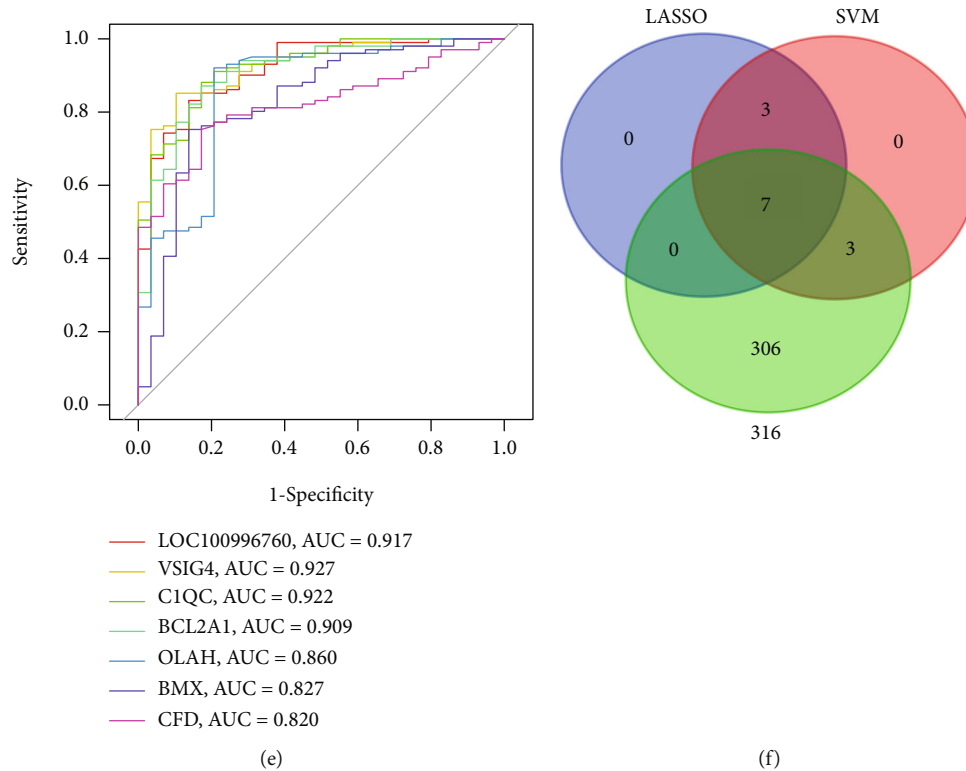 LASSO SVM
1.0
0.8
0.6
0.4
0.2
0.0
Sensitivity
0.0 0.2 0.4 0.6 0.8 1.0
1-Specificity
LOC100996760, AUC = 0.917
VSIG4, AUC = 0.927
C1QC, AUC = 0.922
BCL2A1, AUC = 0.909
OLAH, AUC = 0.860
BMX, AUC = 0.827
CFD, AUC = 0.820
(e)
3
0 0
7
0 3
306
316
(f)